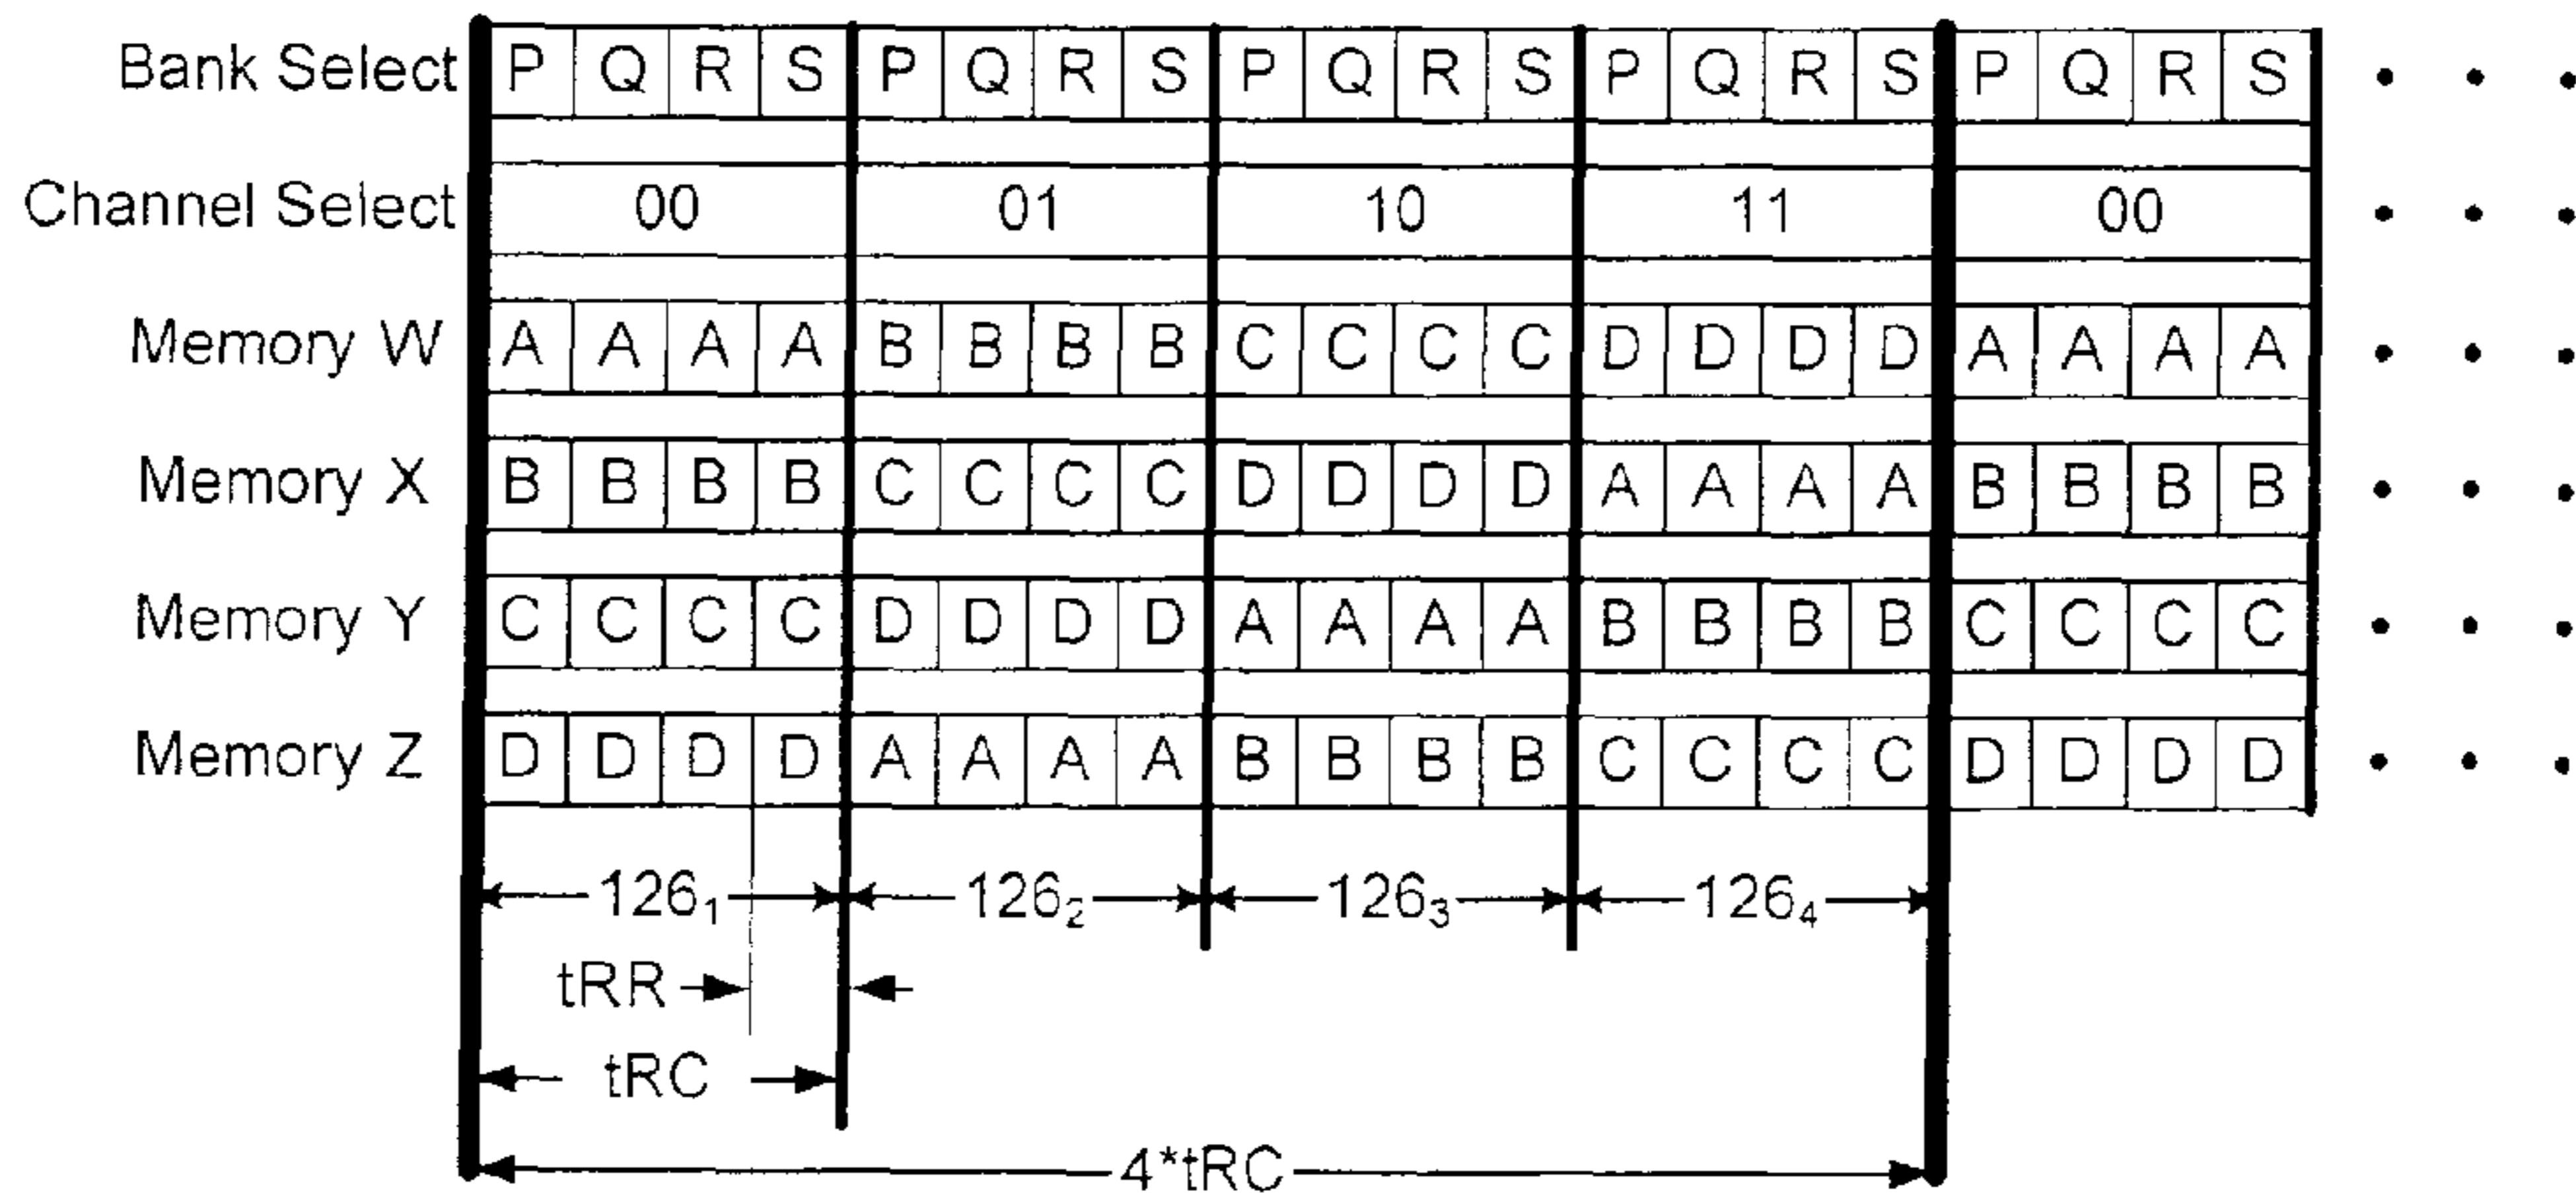 Bank Select P Q R S P Q R S P Q R S P Q R S P Q R S • • •
Channel Select 00 01 10 11 00 • • •
Memory W A A A A B B B B C C C C D D D D A A A A • • •
Memory X B B B B C C C C D D D D A A A A B B B B • • •
Memory Y C C C C D D D D A A A A B B B B C C C C • • •
Memory Z D D D D A A A A B B B B C C C C D D D D • • •
126₁ 126₂ 126₃ 126₄
tRR
tRC
4*tRC